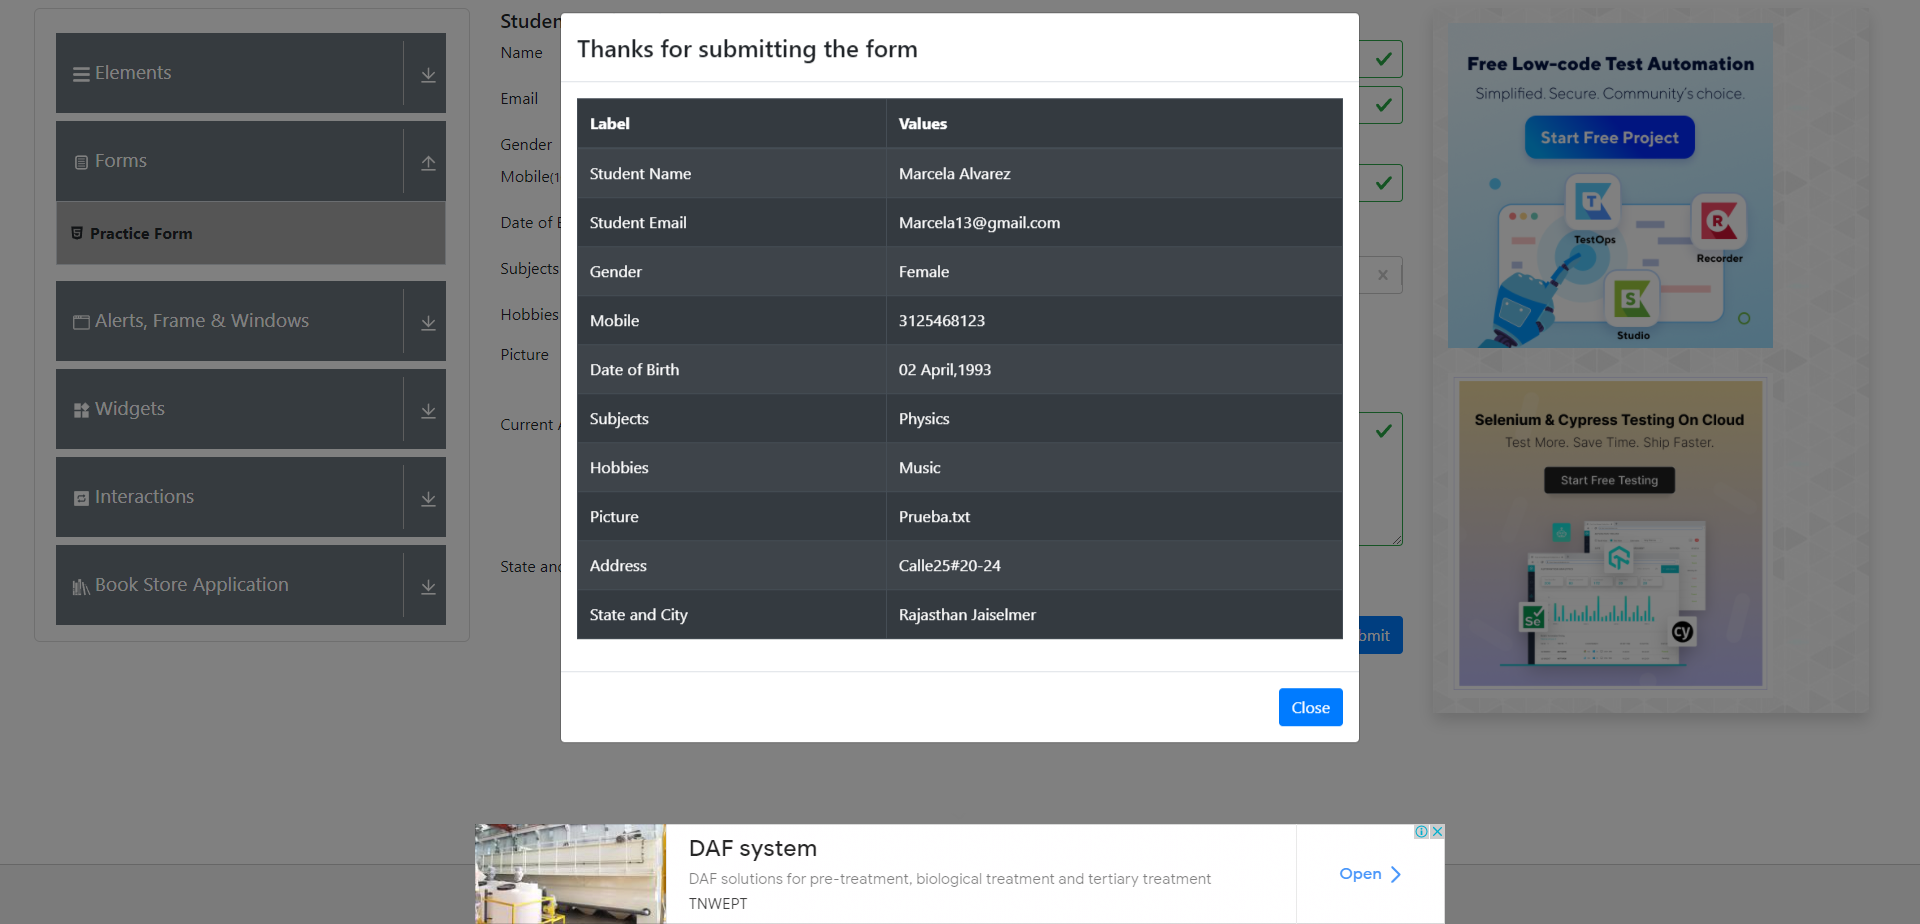 Elements
Forms
Practice Form
Alerts, Frame & Windows
Widgets
Interactions
Book Store Application
Name
Email
Gender
Mobile(1
Date of
Subjects
Hobbies
Picture
Current
State
Thanks for submitting the form
Label Values
Student Name Marcela Alvarez
Student Email Marcela13@gmail.com
Gender Female
Mobile 3125468123
Date of Birth 02 April,1993
Subjects Physics
Hobbies Music
Picture Prueba.txt
Address Calle25#20-24
State and City Rajasthan Jaiselmer
Close
Free Low-code Test Automation
Simplified. Secure. Community's choice.
Start Free Project
TestOps
Recorder
Studio
Selenium & Cypress Testing On Cloud
Test More. Save Time. Ship Faster.
Start Free Testing
Se
cy
DAF system
DAF solutions for pre-treatment, biological treatment and tertiary treatment
TNWEPT
Open